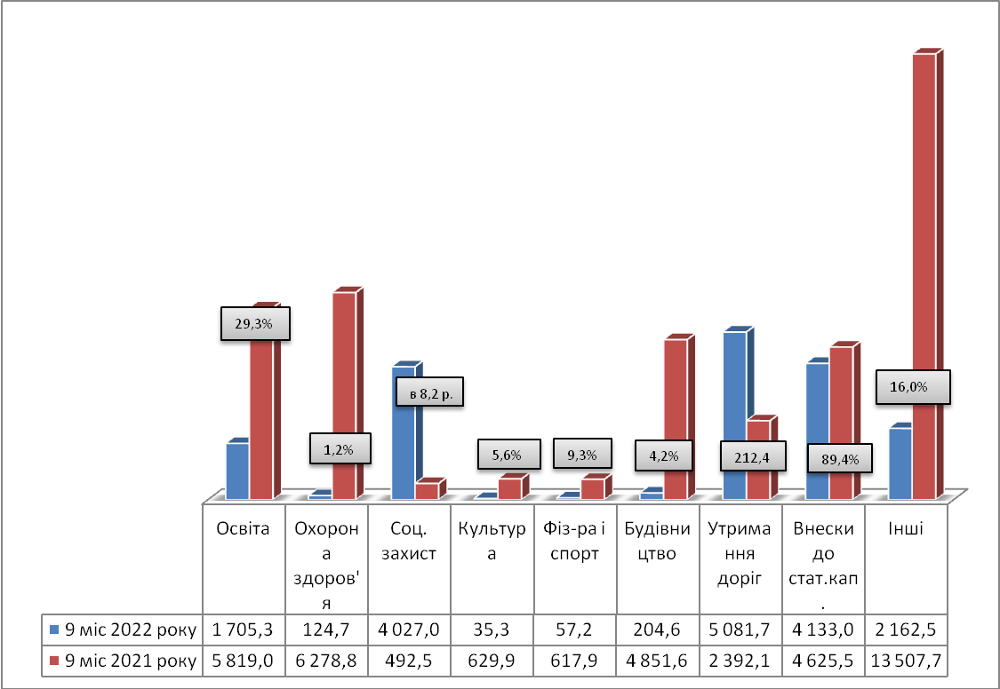 29,3%
1,2%
в 8,2 р.
5,6%
9,3%
4,2%
212,4
89,4%
16,0%
Освіта
Охорон
а
здоров'
я
Соц.
захист
Культур
а
Фіз-ра і
спорт
Будівни
цтво
Утрима
ння
доріг
Внески
до
стат.кап
.
Інші
9 міс 2022 року 1 705,3 124,7 4 027,0 35,3 57,2 204,6 5 081,7 4 133,0 2 162,5
9 міс 2021 року 5 819,0 6 278,8 492,5 629,9 617,9 4 851,6 2 392,1 4 625,5 13 507,7